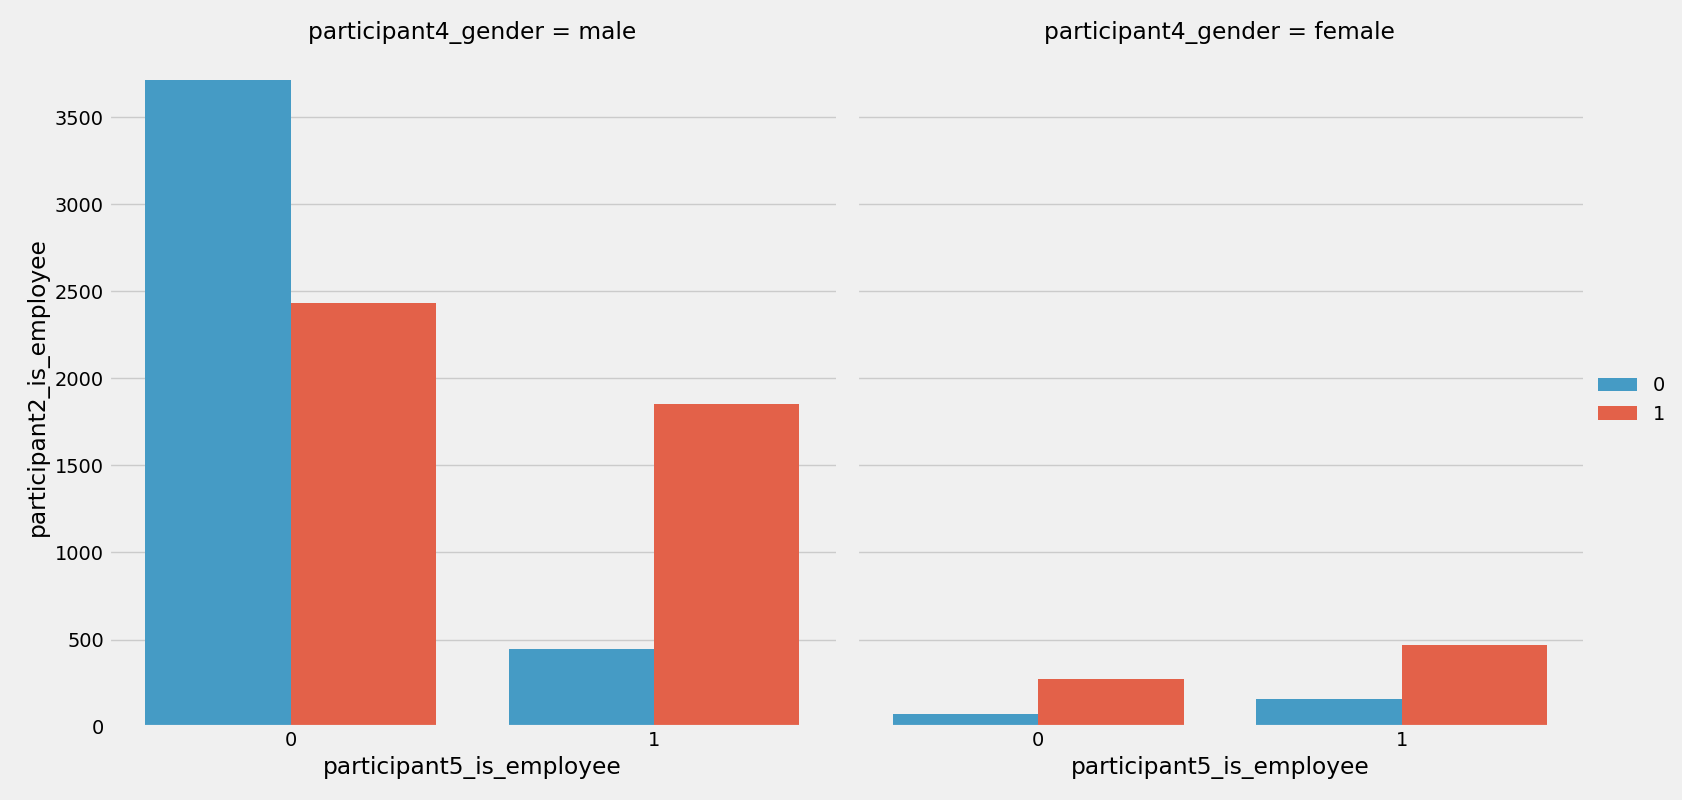 participant4_gender = male
participant4_gender = female
participant2_is_employee
3500
3000
2500
2000
1500
1000
500
0
0
1
participant5_is_employee
0
1
participant5_is_employee
0
1